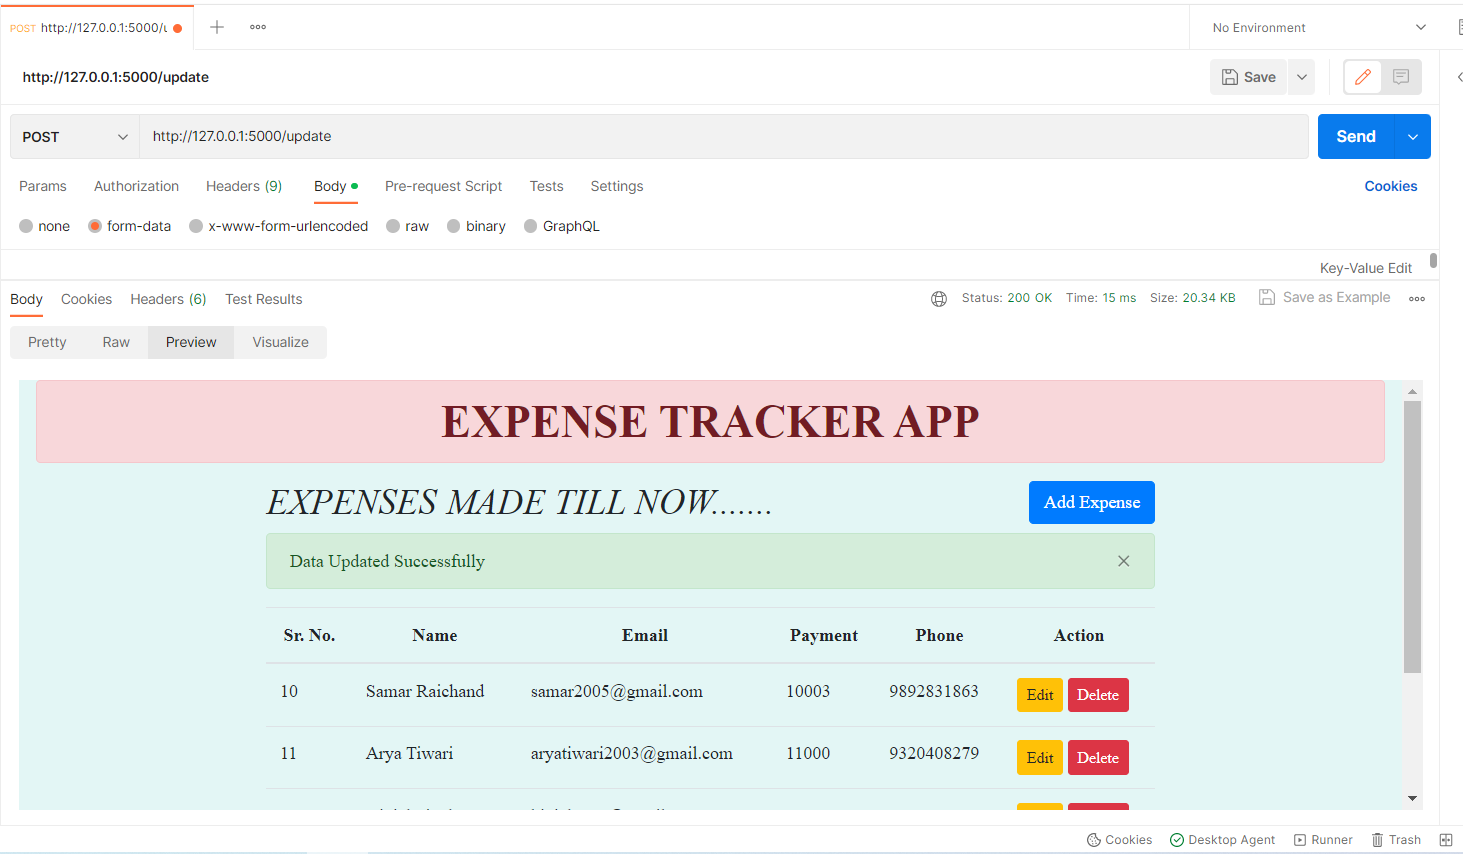 POST http://127.0.0.1:5000/u
No Environment
http://127.0.0.1:5000/update
Save
POST http://127.0.0.1:5000/update Send
Params Authorization Headers (9) Body Pre-request Script Tests Settings Cookies
none form-data x-www-form-urlencoded raw binary GraphQL
Key-Value Edit
Body Cookies Headers (6) Test Results Status: 200 OK Time: 15 ms Size: 20.34 KB Save as Example
Pretty Raw Preview Visualize
EXPENSE TRACKER APP
EXPENSES MADE TILL NOW....... Add Expense
Data Updated Successfully
Sr. No. Name Email Payment Phone Action
10 Samar Raichand samar2005@gmail.com 10003 9892831863 Edit Delete
11 Arya Tiwari aryatiwari2003@gmail.com 11000 9320408279 Edit Delete
Cookies Desktop Agent Runner Trash